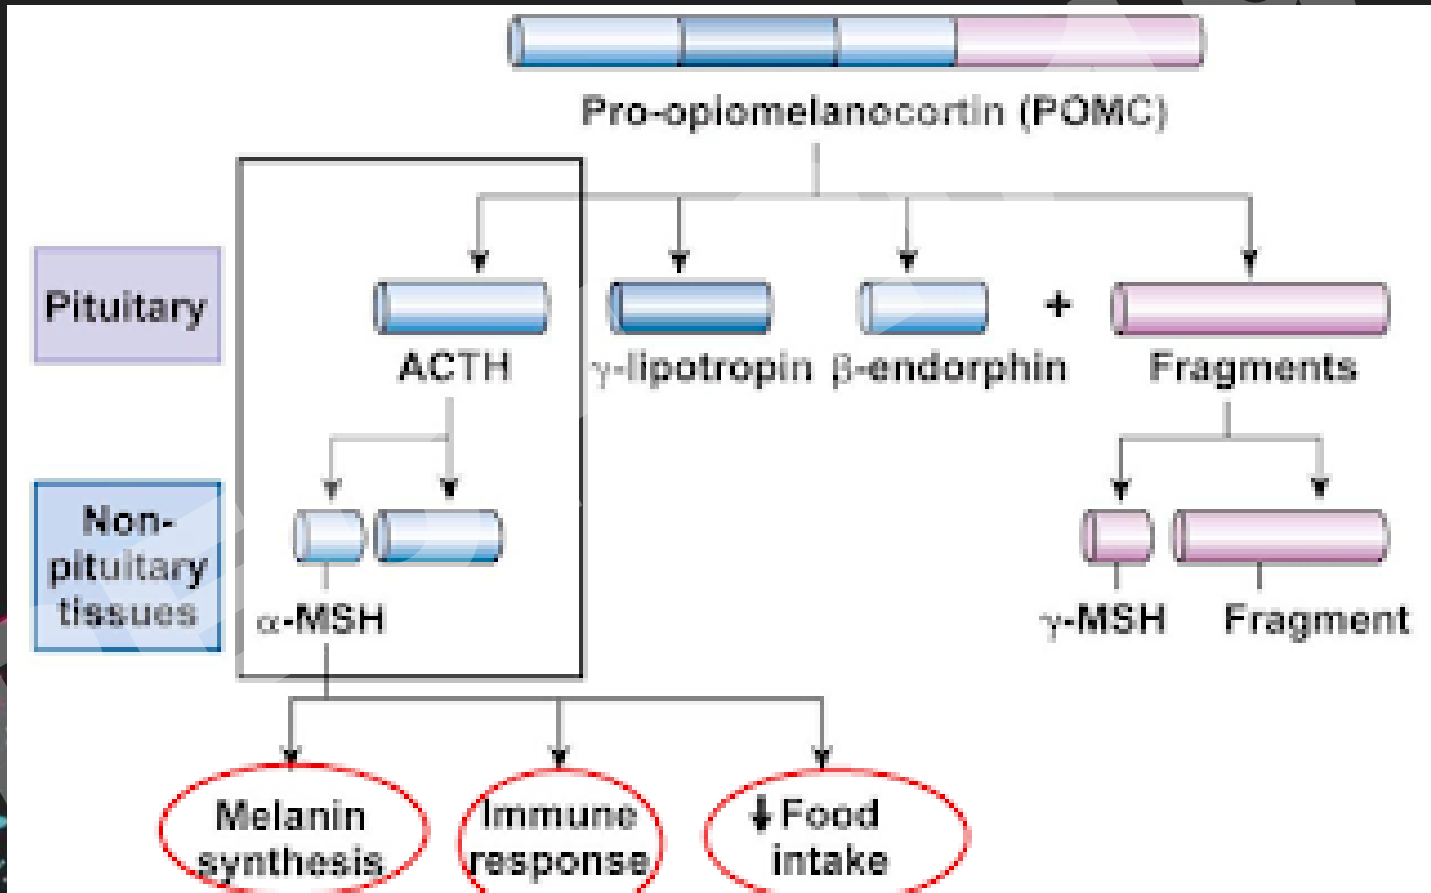 Pro-opiomelanocortin (POMC)
Pituitary
ACTH
γ-lipotropin
β-endorphin
+
Fragments
Non-
pituitary
tissues
α-MSH
γ-MSH
Fragment
Melanin
synthesis
Immune
response
↓ Food
intake